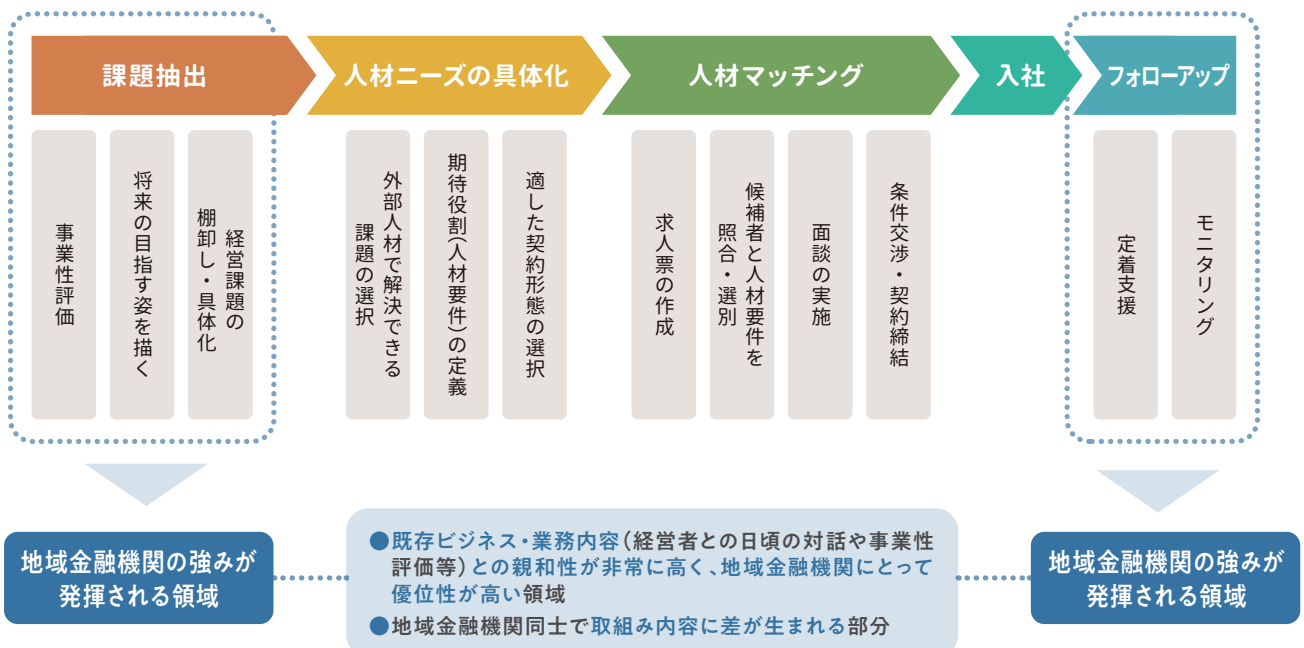 課題抽出
人材ニーズの具体化
人材マッチング
入社
フォローアップ
事業性評価
将来の目指す姿を描く
経営課題の
棚卸し・具体化
外部人材で解決できる
課題の選択
期待役割(人材要件)の定義
適した契約形態の選択
求人票の作成
候補者と人材要件を
照合・選別
面談の実施
条件交渉・契約締結
定着支援
モニタリング
地域金融機関の強みが
発揮される領域
●既存ビジネス・業務内容(経営者との日頃の対話や事業性
評価等)との親和性が非常に高く、地域金融機関にとって
優位性が高い領域
●地域金融機関同士で取組み内容に差が生まれる部分
地域金融機関の強みが
発揮される領域